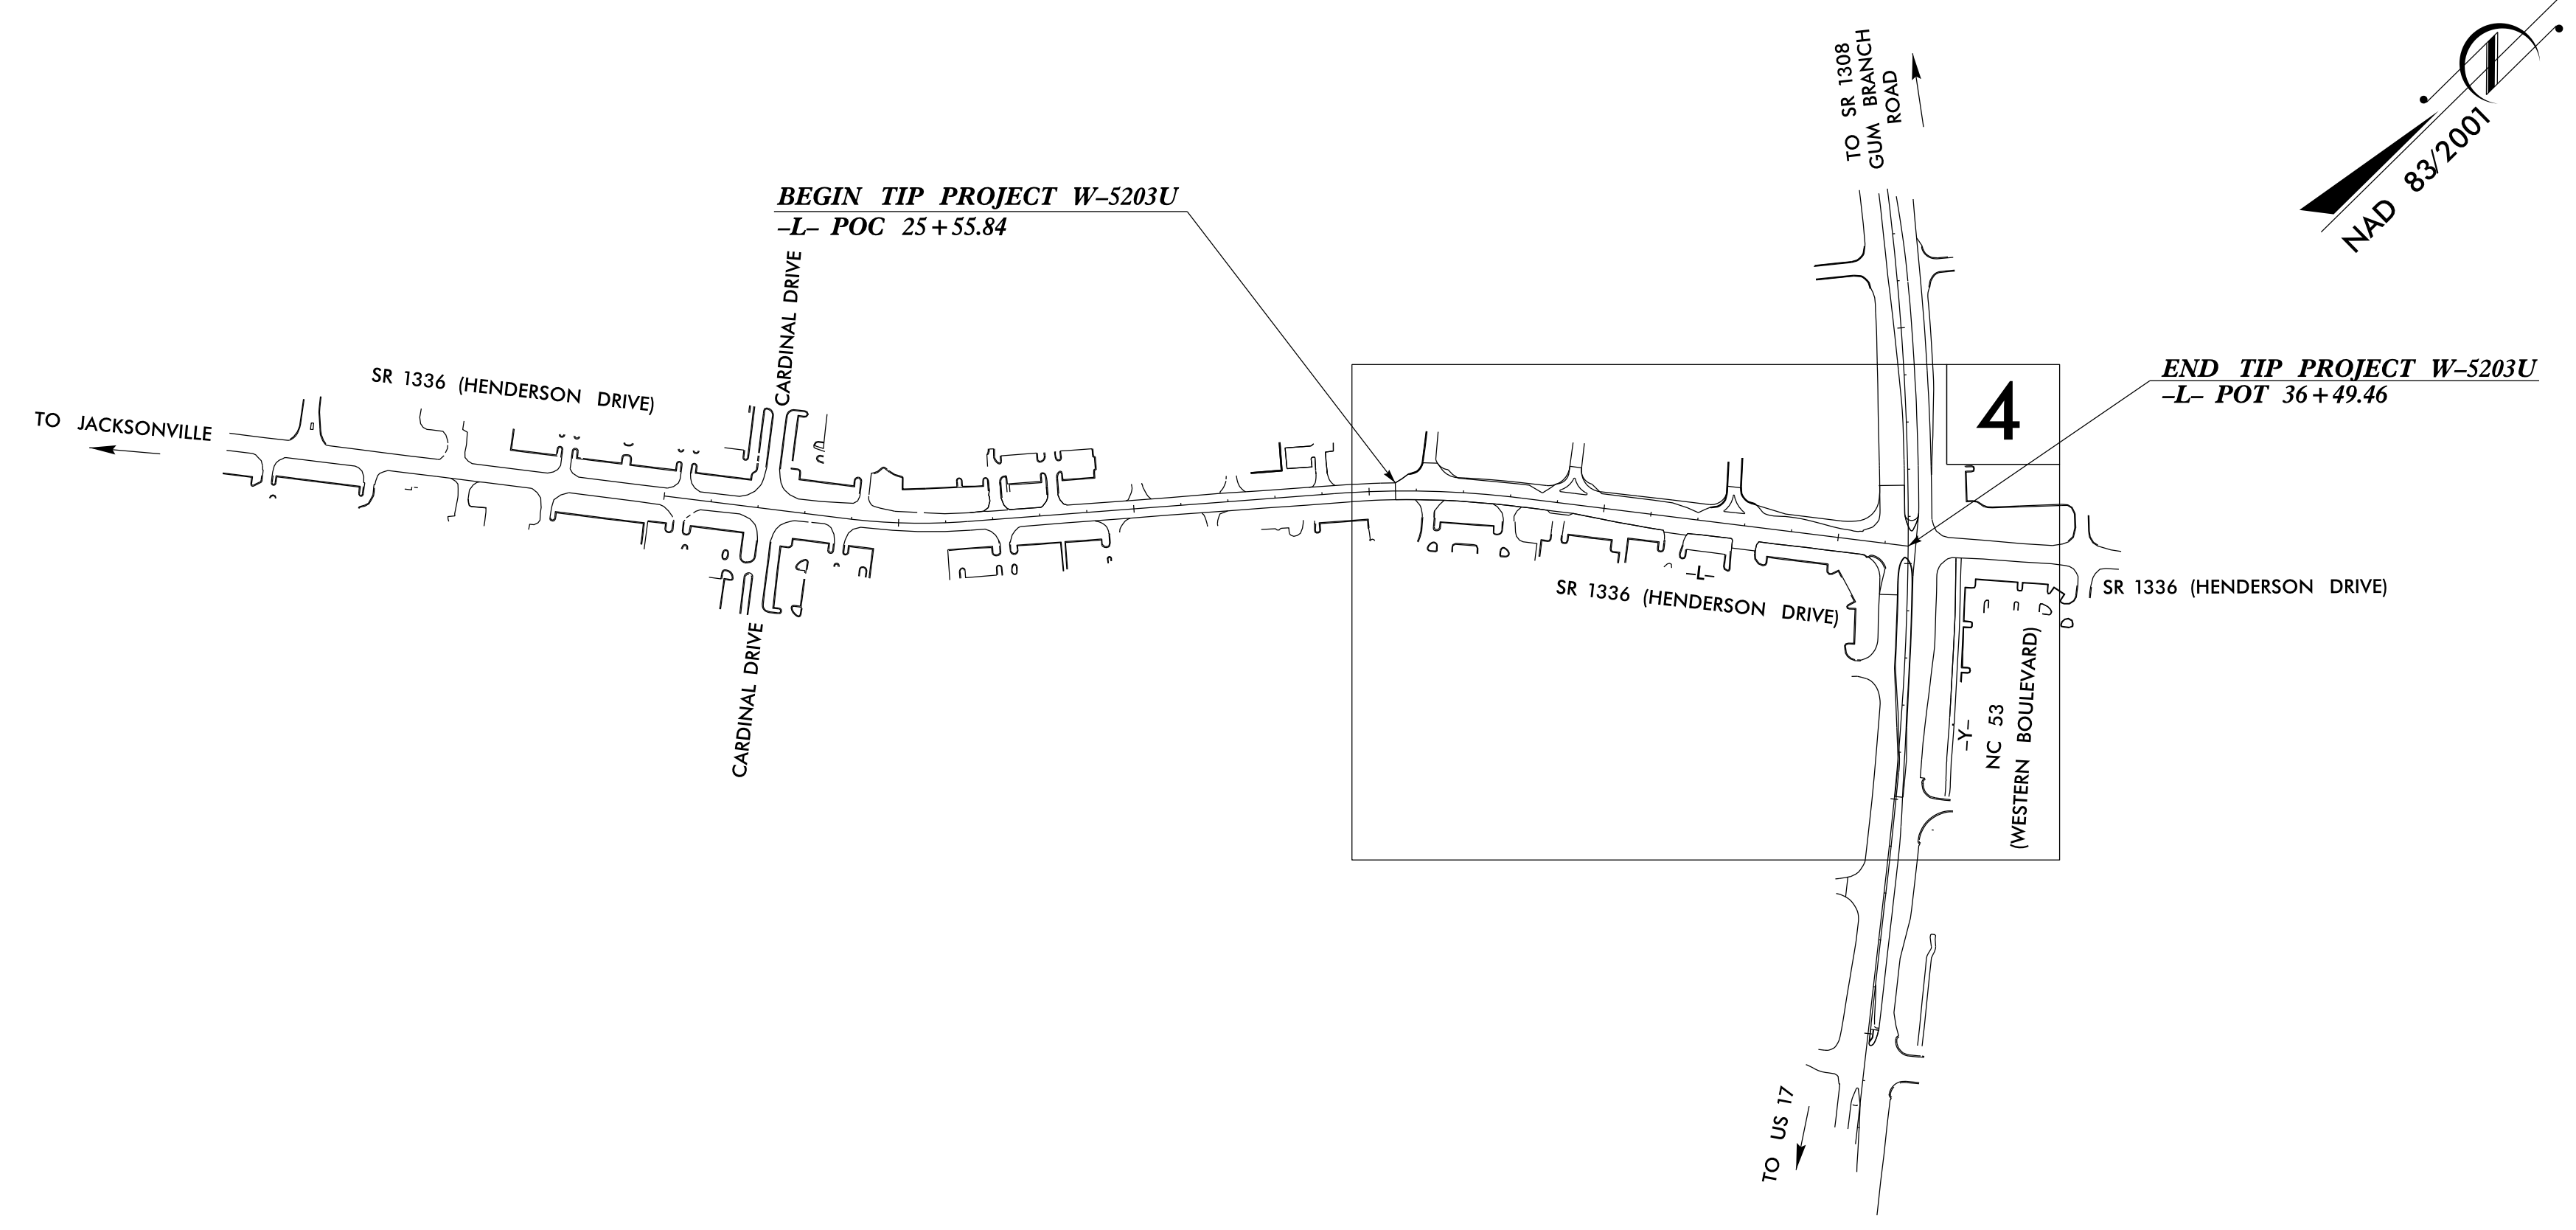 TO SR 1308
GUM BRANCH
ROAD
NAD 83/2001
BEGIN TIP PROJECT W–5203U
–L– POC 25+55.84
CARDINAL DRIVE
END TIP PROJECT W–5203U
–L– POT 36+49.46
4
SR 1336 (HENDERSON DRIVE)
TO JACKSONVILLE
–L–
SR 1336 (HENDERSON DRIVE)
SR 1336 (HENDERSON DRIVE)
CARDINAL DRIVE
–Y–
NC 53
(WESTERN BOULEVARD)
TO US 17